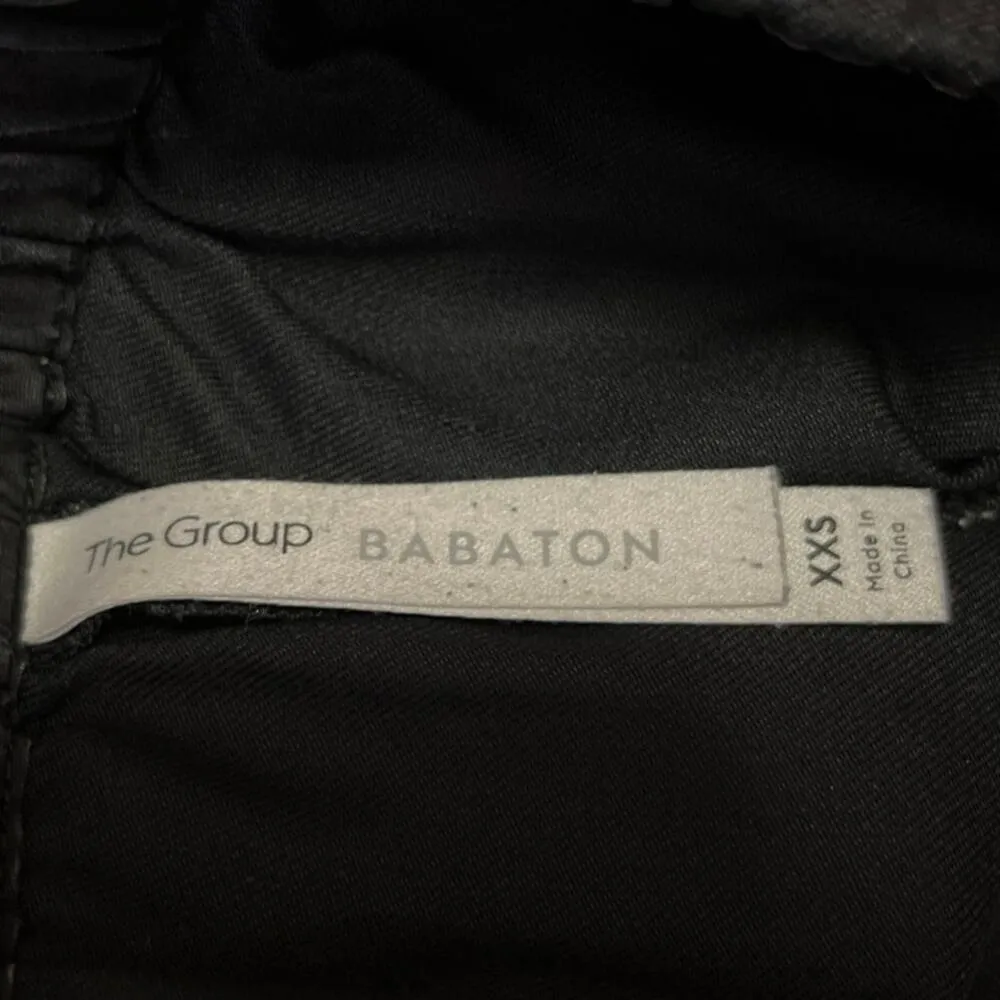 The Group BABATON
XXS
Made In
China